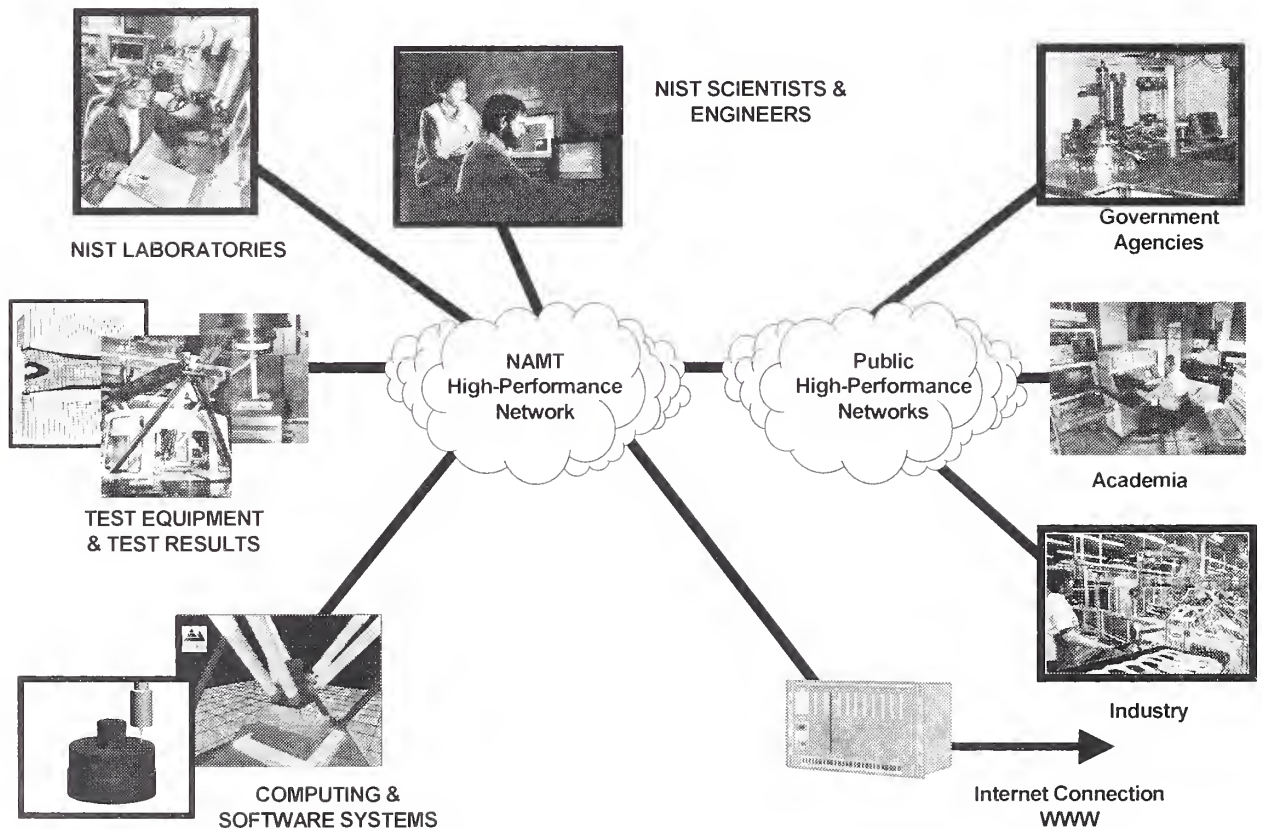 NIST SCIENTISTS &
ENGINEERS
NIST LABORATORIES
Government
Agencies
NAMT
High-Performance
Network
Public
High-Performance
Networks
Academia
TEST EQUIPMENT
& TEST RESULTS
Industry
COMPUTING &
SOFTWARE SYSTEMS
Internet Connection
WWW